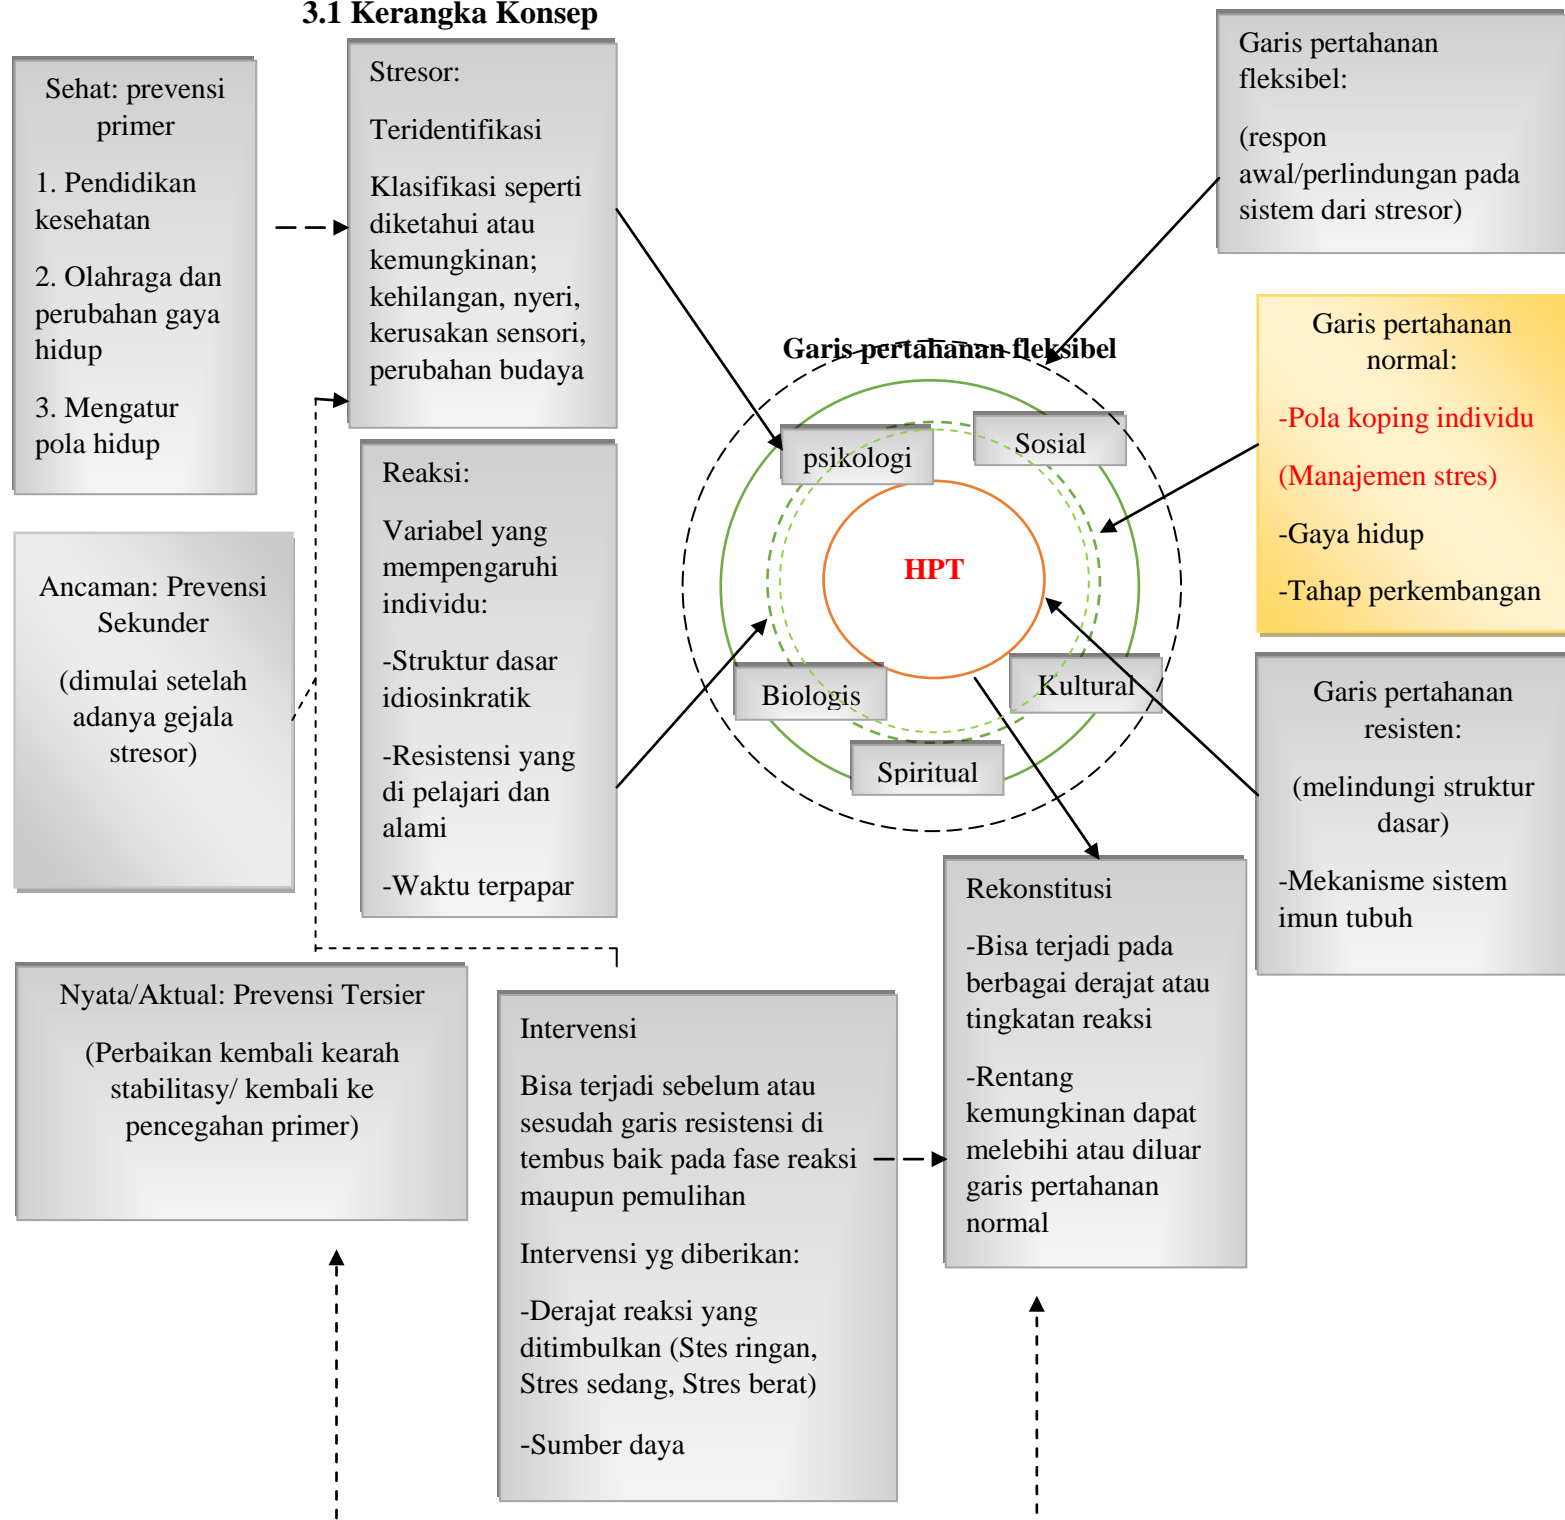 3.1 Kerangka Konsep
Sehat: prevensi
primer
1. Pendidikan
kesehatan
2. Olahraga dan
perubahan gaya
hidup
3. Mengatur
pola hidup
Stresor:
Teridentifikasi
Klasifikasi seperti
diketahui atau
kemungkinan;
kehilangan, nyeri,
kerusakan sensori,
perubahan budaya
Garis pertahanan
fleksibel:
(respon
awal/perlindungan pada
sistem dari stresor)
Garis pertahanan fleksibel
psikologi
Sosial
HPT
Biologis
Kultural
Spiritual
Garis pertahanan
normal:
-Pola koping individu
(Manajemen stres)
-Gaya hidup
-Tahap perkembangan
Reaksi:
Variabel yang
mempengaruhi
individu:
-Struktur dasar
idiosinkratik
-Resistensi yang
di pelajari dan
alami
-Waktu terpapar
Ancaman: Prevensi
Sekunder
(dimulai setelah
adanya gejala
stresor)
Garis pertahanan
resisten:
(melindungi struktur
dasar)
-Mekanisme sistem
imun tubuh
Nyata/Aktual: Prevensi Tersier
(Perbaikan kembali kearah
stabilitasy/ kembali ke
pencegahan primer)
Intervensi
Bisa terjadi sebelum atau
sesudah garis resistensi di
tembus baik pada fase reaksi
maupun pemulihan
Intervensi yg diberikan:
-Derajat reaksi yang
ditimbulkan (Stes ringan,
Stres sedang, Stres berat)
-Sumber daya
Rekonstitusi
-Bisa terjadi pada
berbagai derajat atau
tingkatan reaksi
-Rentang
kemungkinan dapat
melebihi atau diluar
garis pertahanan
normal